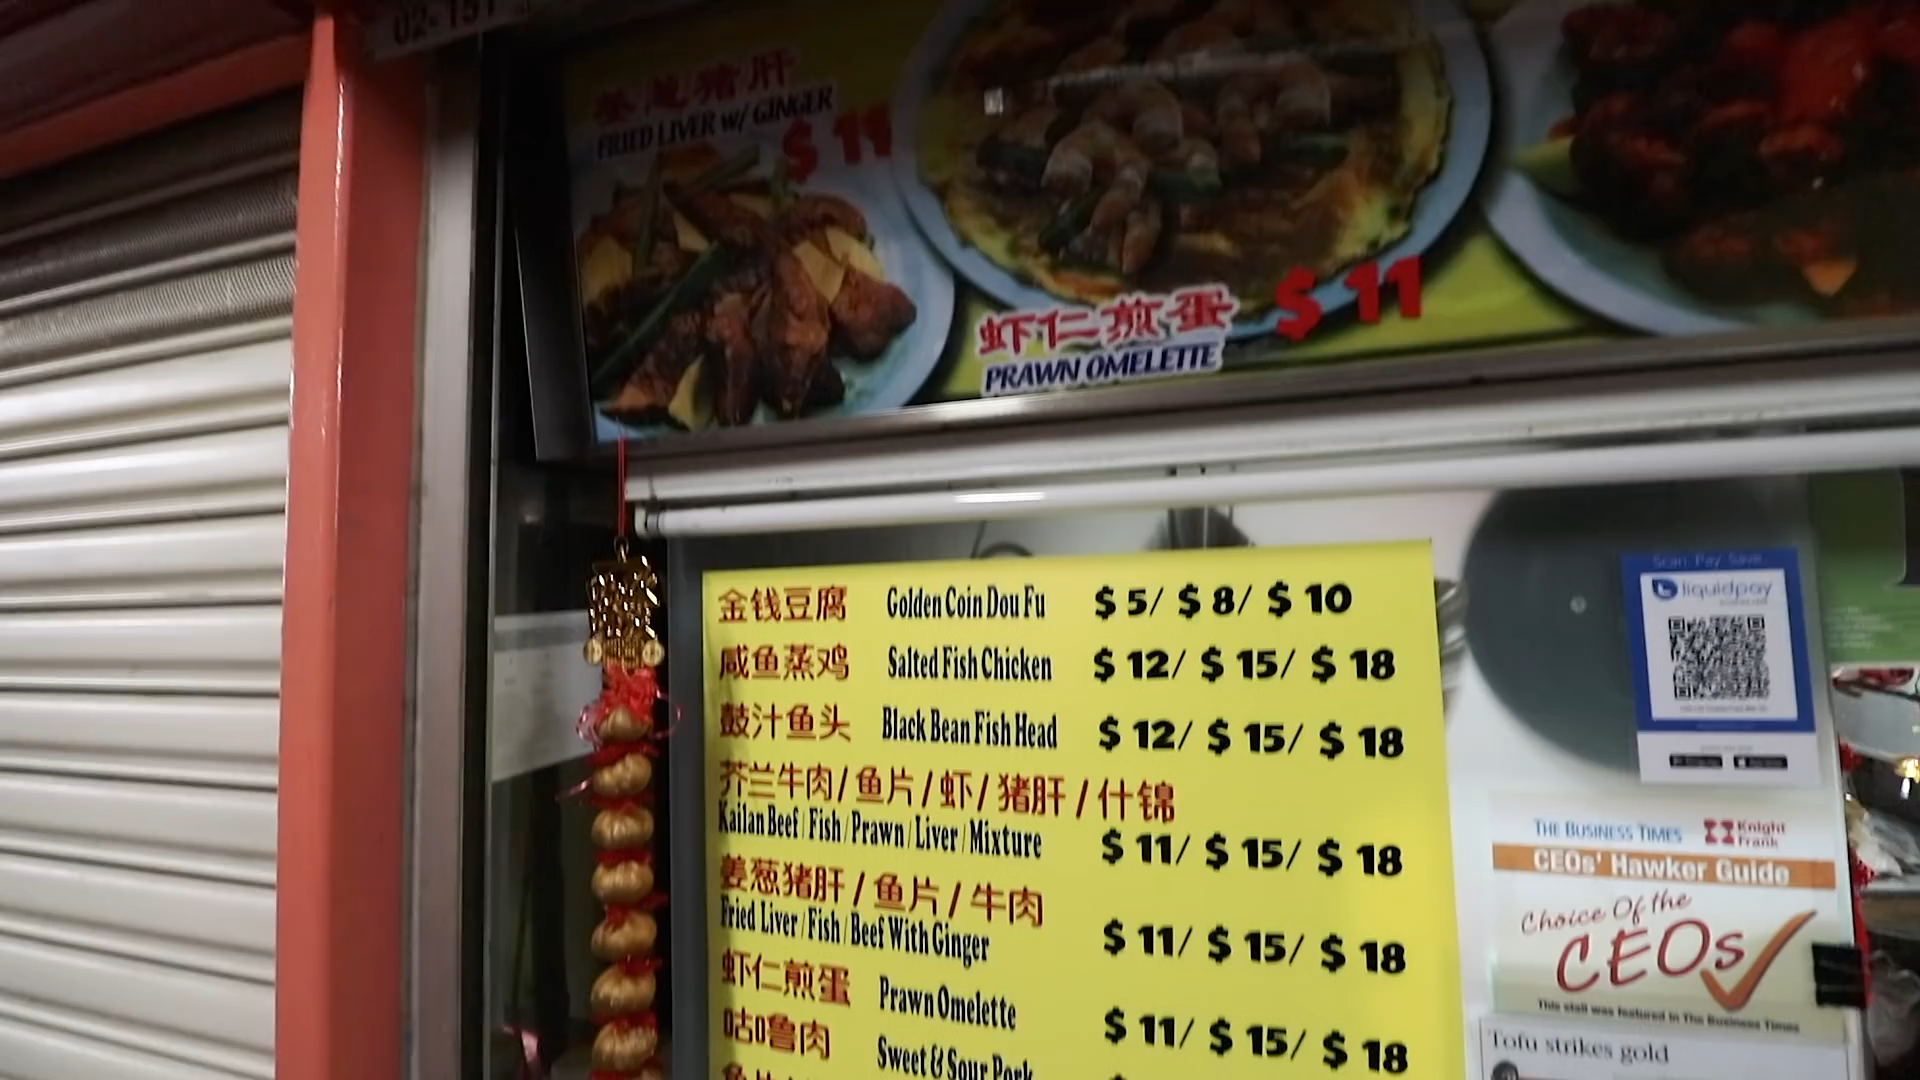 02-151
姜葱猪肝
FRIED LIVER W/ GINGER
$ 11
虾仁煎蛋 $ 11
PRAWN OMELETTE
金钱豆腐 Golden Coin Dou Fu $ 5/ $ 8/ $ 10
咸鱼蒸鸡 Salted Fish Chicken $ 12/ $ 15/ $ 18
鼓汁鱼头 Black Bean Fish Head $ 12/ $ 15/ $ 18
芥兰牛肉/鱼片/虾/猪肝/什锦
Kailan Beef/Fish/Prawn/Liver/Mixture $ 11/ $ 15/ $ 18
姜葱猪肝/鱼片/牛肉
Fried Liver/Fish/Beef With Ginger $ 11/ $ 15/ $ 18
虾仁煎蛋 Prawn Omelette $ 11/ $ 15/ $ 18
咕噜肉 Sweet & Sour Pork
Scan. Pay. Save.
liquidpay
THE BUSINESS TIMES
Knight
Frank
CEOs' Hawker Guide
Choice Of the
CEOs
This stall was featured in The Business Times
Tofu strikes gold